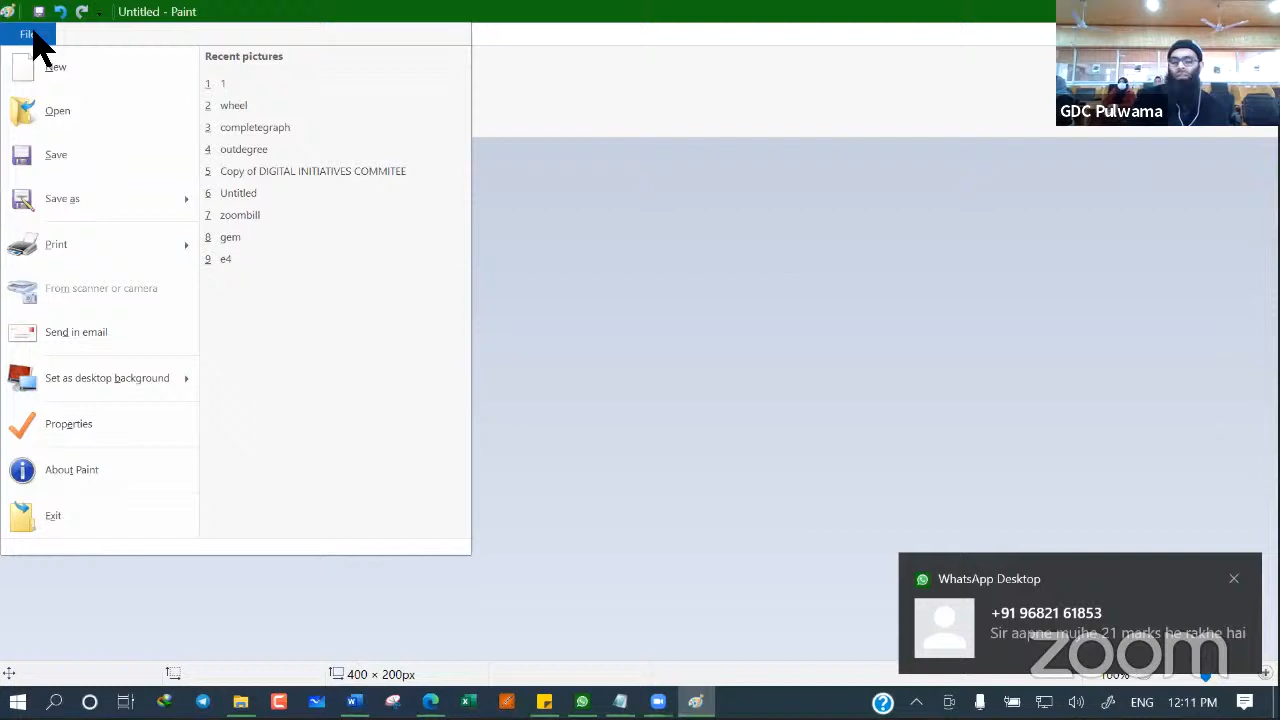 Untitled - Paint
File
New
Open
Save
Save as
Print
From scanner or camera
Send in email
Set as desktop background
Properties
About Paint
Exit
Recent pictures
1 1
2 wheel
3 completegraph
4 outdegree
5 Copy of DIGITAL INITIATIVES COMMITEE
6 Untitled
7 zoombill
8 gem
9 e4
GDC Pulwama
WhatsApp Desktop
+91 96821 61853
Sir aapne mujhe 21 marks he rakhe hai
zoom
400 × 200px
100%
ENG
12:11 PM